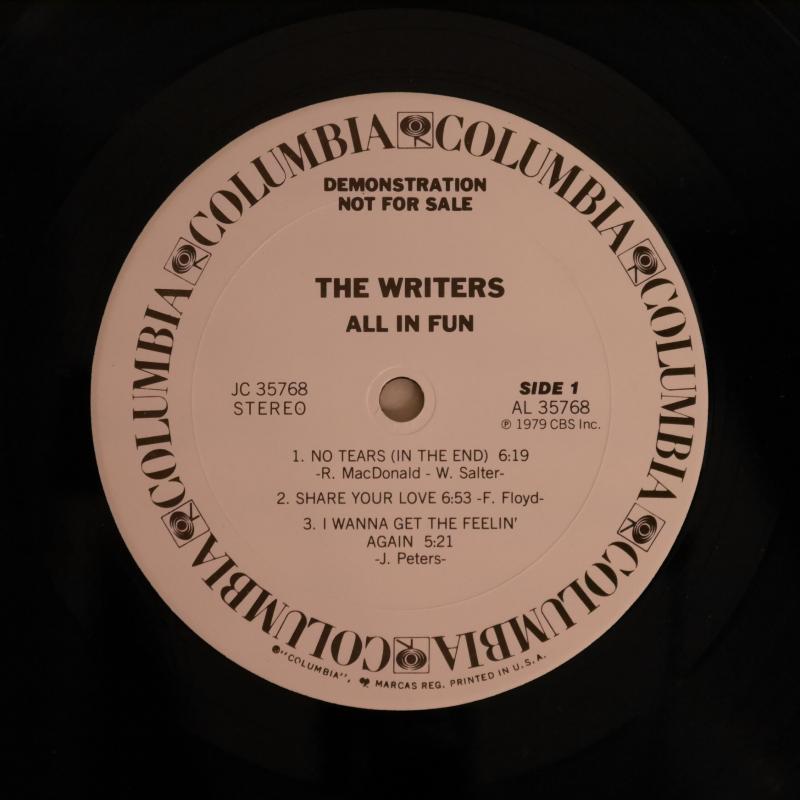 COLUMBIA COLUMBIA COLUMBIA COLUMBIA COLUMBIA COLUMBIA COLUMBIA COLUMBIA
DEMONSTRATION
NOT FOR SALE
THE WRITERS
ALL IN FUN
JC 35768
STEREO
SIDE 1
AL 35768
℗ 1979 CBS Inc.
1. NO TEARS (IN THE END) 6:19
-R. MacDonald - W. Salter-
2. SHARE YOUR LOVE 6:53 -F. Floyd-
3. I WANNA GET THE FEELIN'
AGAIN 5:21
-J. Peters-
®"COLUMBIA", MARCAS REG. PRINTED IN U.S.A.